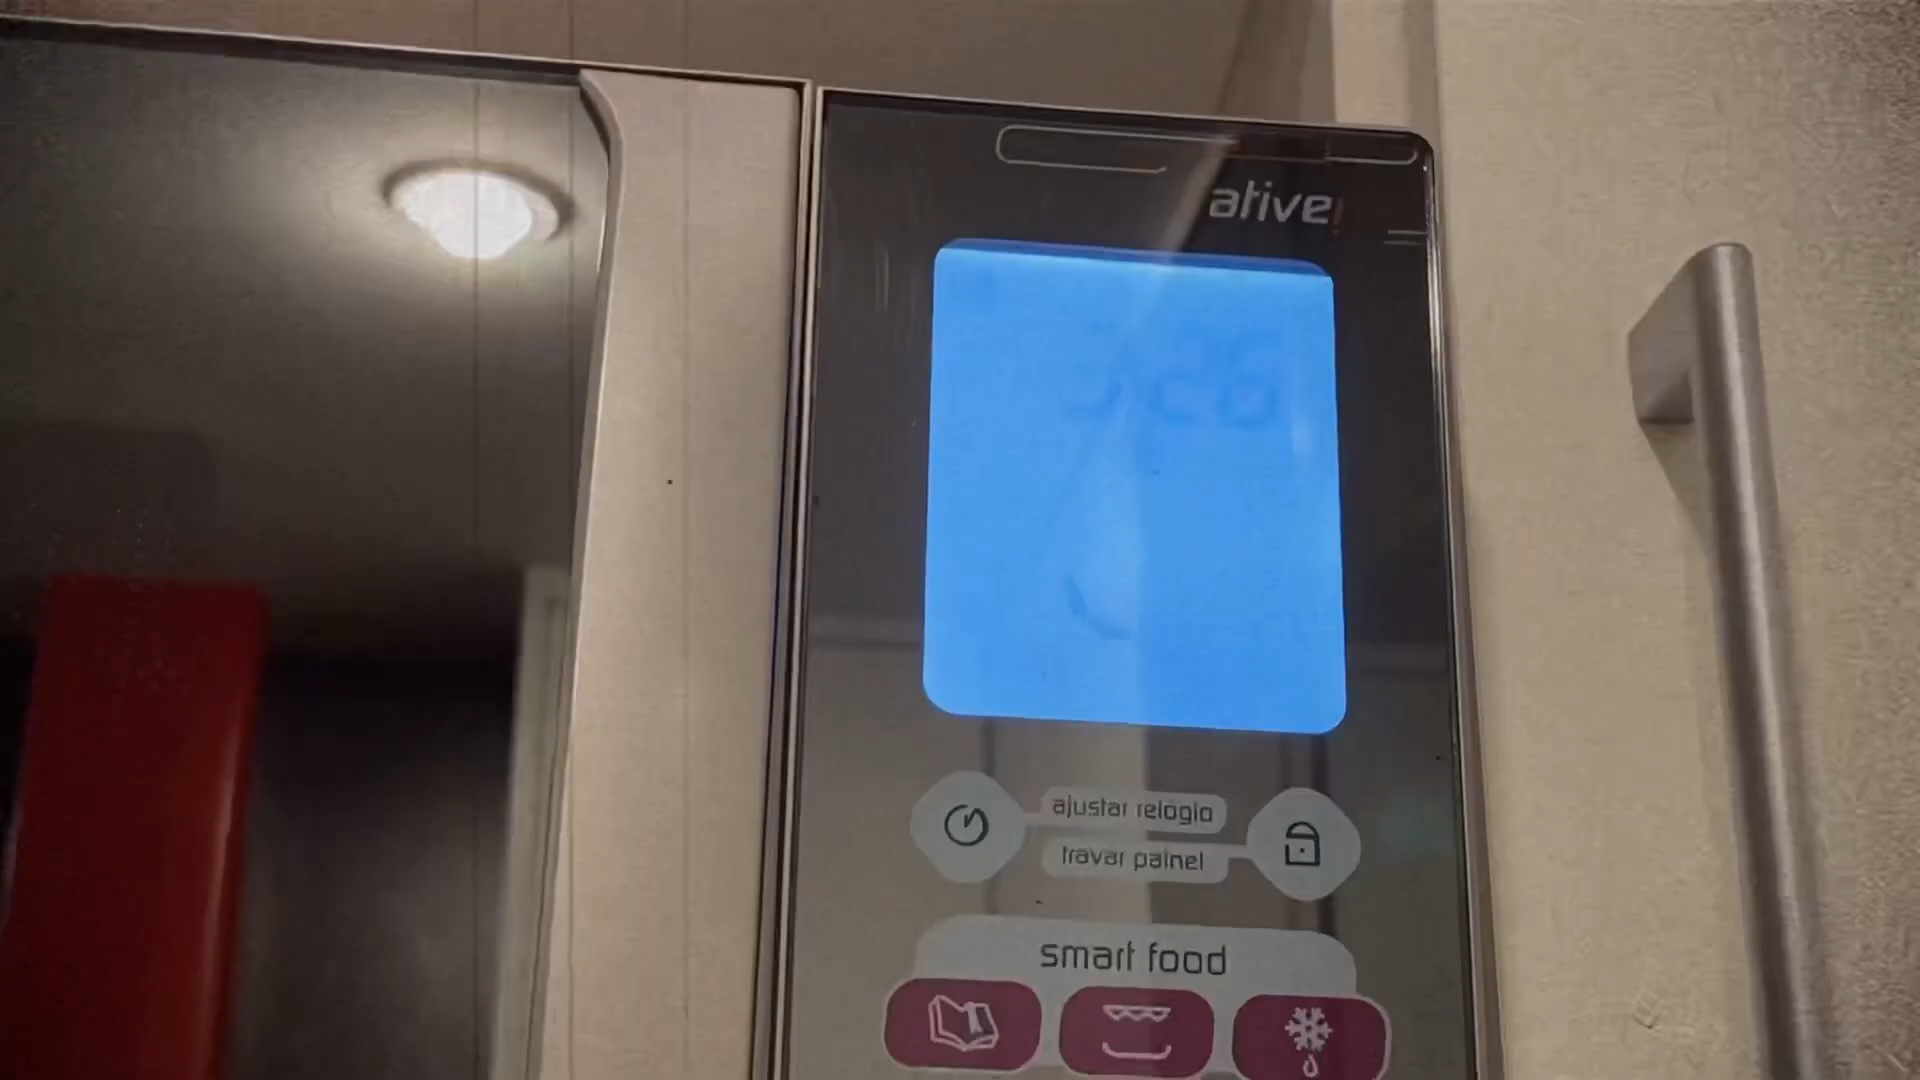 ative!
ajustar relógio
travar painel
smart food